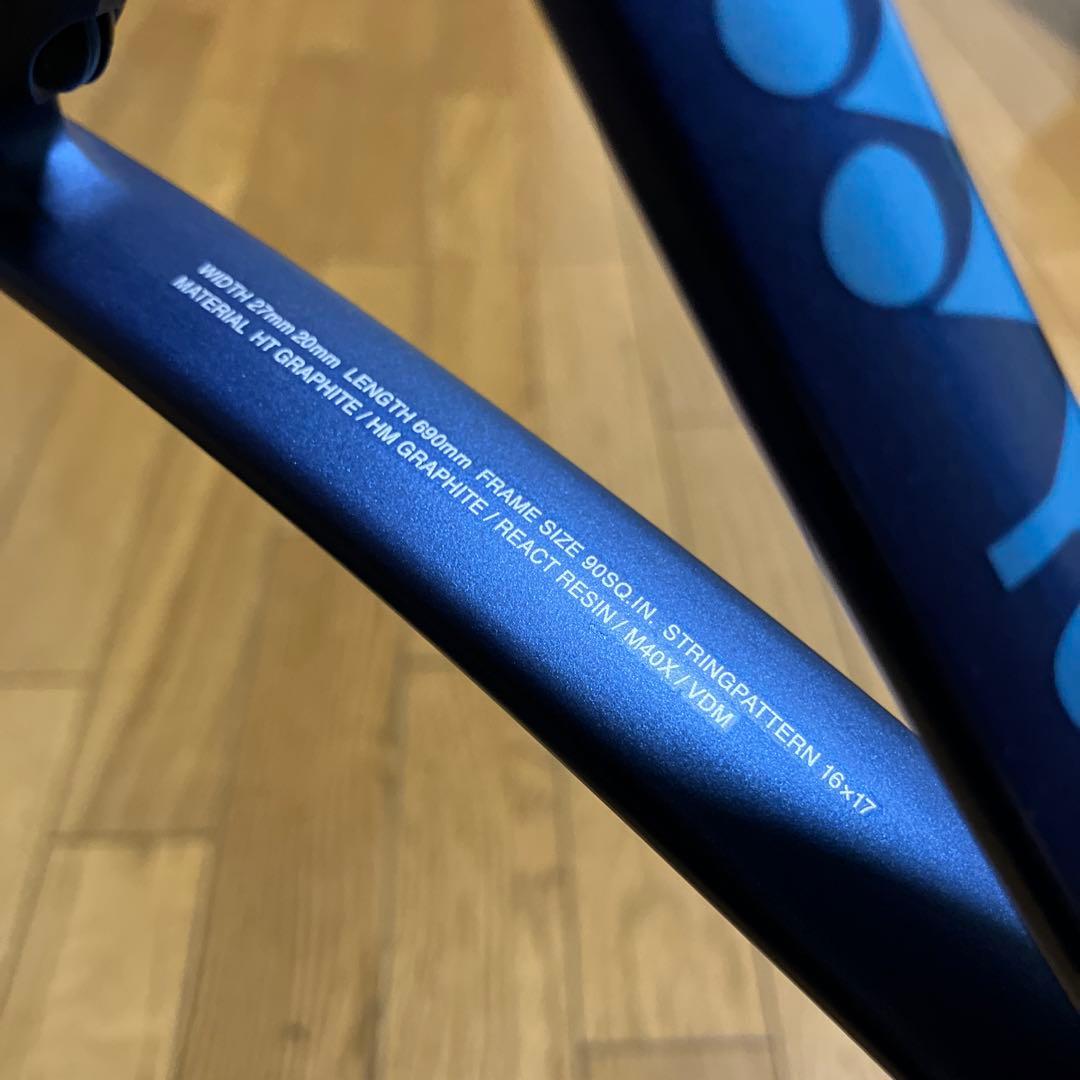 WIDTH 27mm 20mm LENGTH 690mm FRAME SIZE 90SQ.IN. STRINGPATTERN 16×17
MATERIAL HT GRAPHITE / HM GRAPHITE / REACT RESIN / M40X / VDM